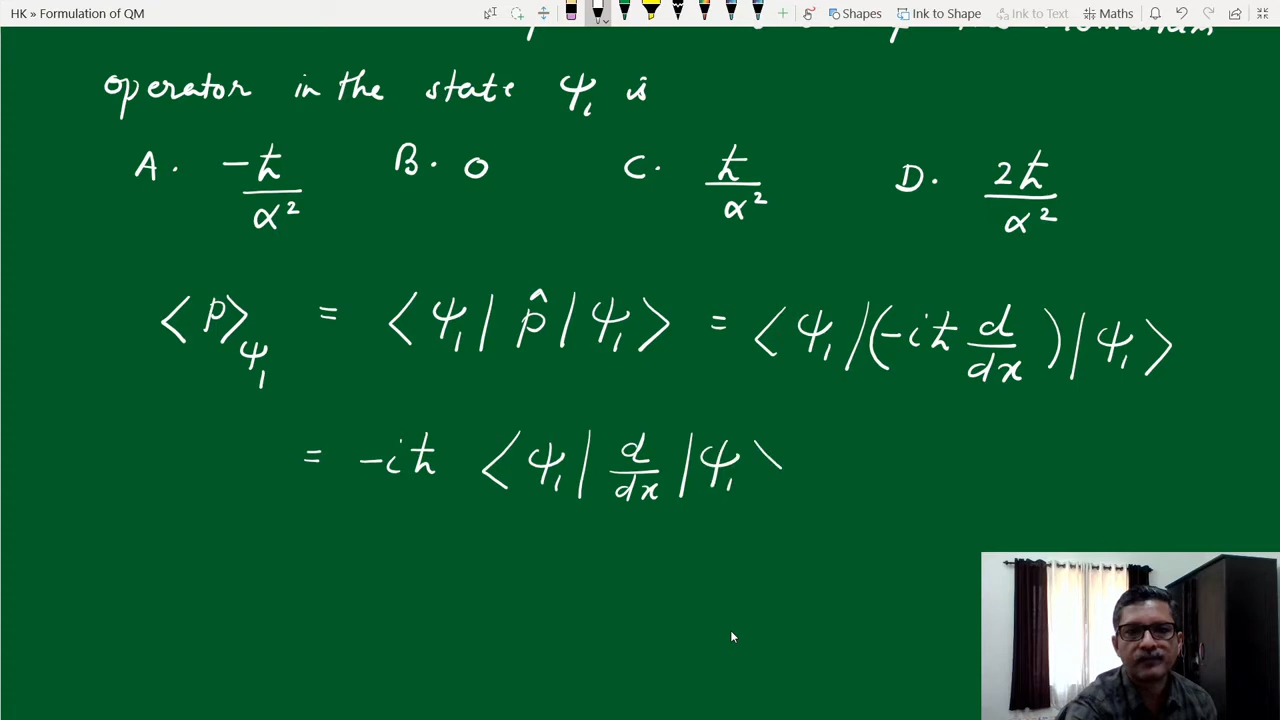 HK » Formulation of QM
Shapes Ink to Shape Ink to Text Maths
operator in the state ψ₁ is
A. -ħ/α² B. 0 C. ħ/α² D. 2ħ/α²
⟨p⟩ψ₁ = ⟨ψ₁|p̂|ψ₁⟩ = ⟨ψ₁|(-iħ d/dx)|ψ₁⟩
= -iħ ⟨ψ₁| d/dx |ψ₁